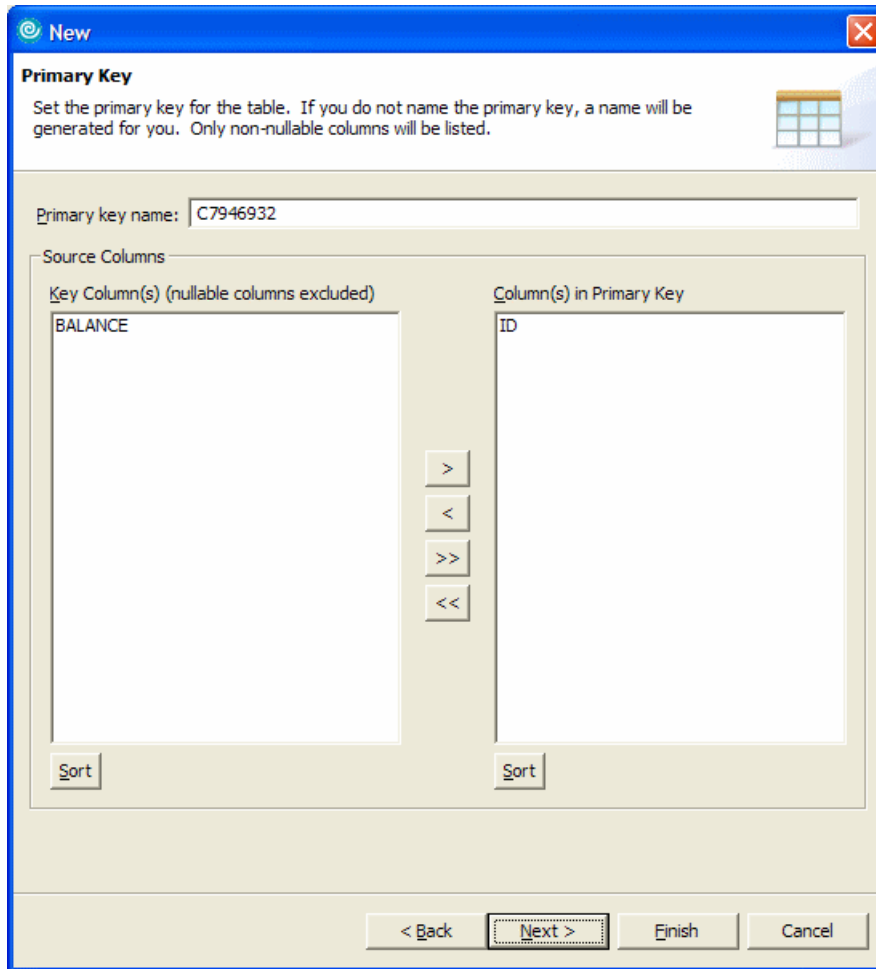 New
Primary Key
Set the primary key for the table. If you do not name the primary key, a name will be
generated for you. Only non-nullable columns will be listed.
Primary key name: C7946932
Source Columns
Key Column(s) (nullable columns excluded)
BALANCE
Column(s) in Primary Key
ID
>
<
>>
<<
Sort
Sort
< Back
Next >
Finish
Cancel